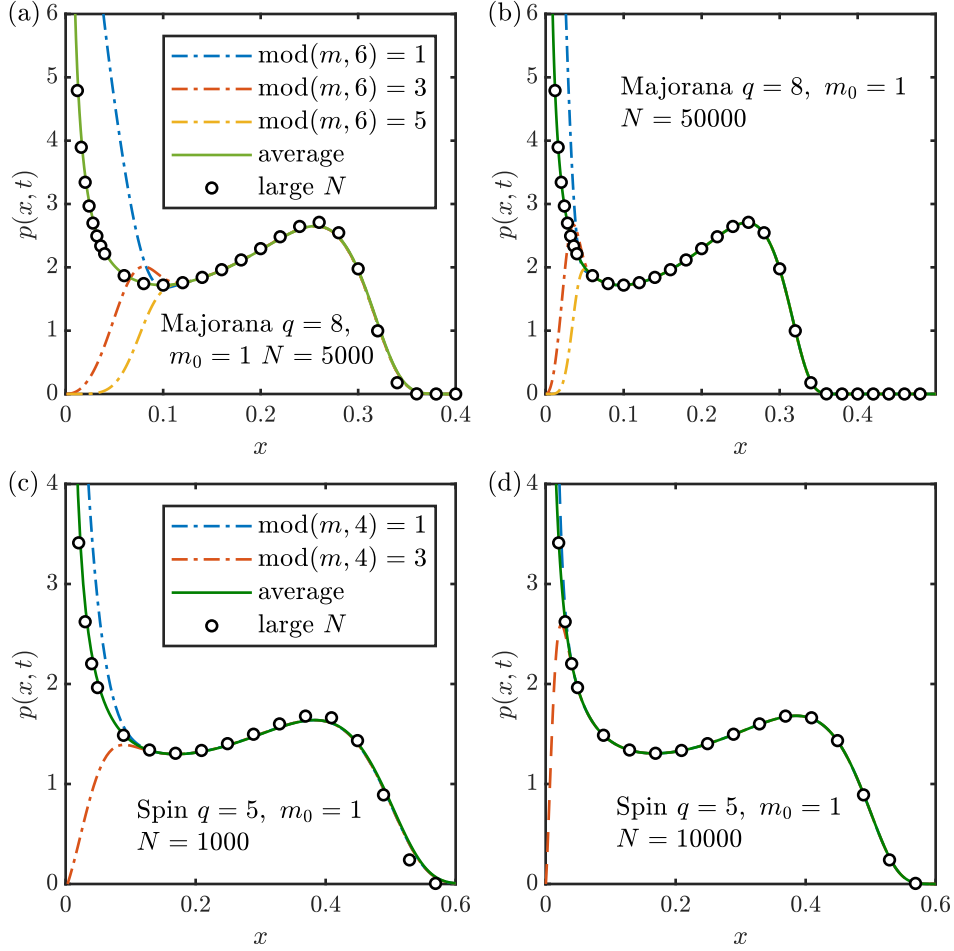 (a)
6
5
4
3
2
1
0
p(x, t)
mod(m, 6) = 1
mod(m, 6) = 3
mod(m, 6) = 5
average
large N
Majorana q = 8,
m₀ = 1 N = 5000
0 0.1 0.2 0.3 0.4
x
(b)
6
5
4
3
2
1
0
p(x, t)
Majorana q = 8, m₀ = 1
N = 50000
0.1 0.2 0.3 0.4
x
(c)
4
3
2
1
0
p(x, t)
mod(m, 4) = 1
mod(m, 4) = 3
average
large N
Spin q = 5, m₀ = 1
N = 1000
0 0.2 0.4 0.6
x
(d)
4
3
2
1
0
p(x, t)
Spin q = 5, m₀ = 1
N = 10000
0 0.2 0.4 0.6
x